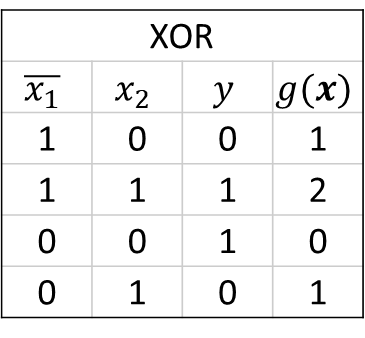 XOR
x̅₁ x₂ y g(𝒙)
1 0 0 1
1 1 1 2
0 0 1 0
0 1 0 1